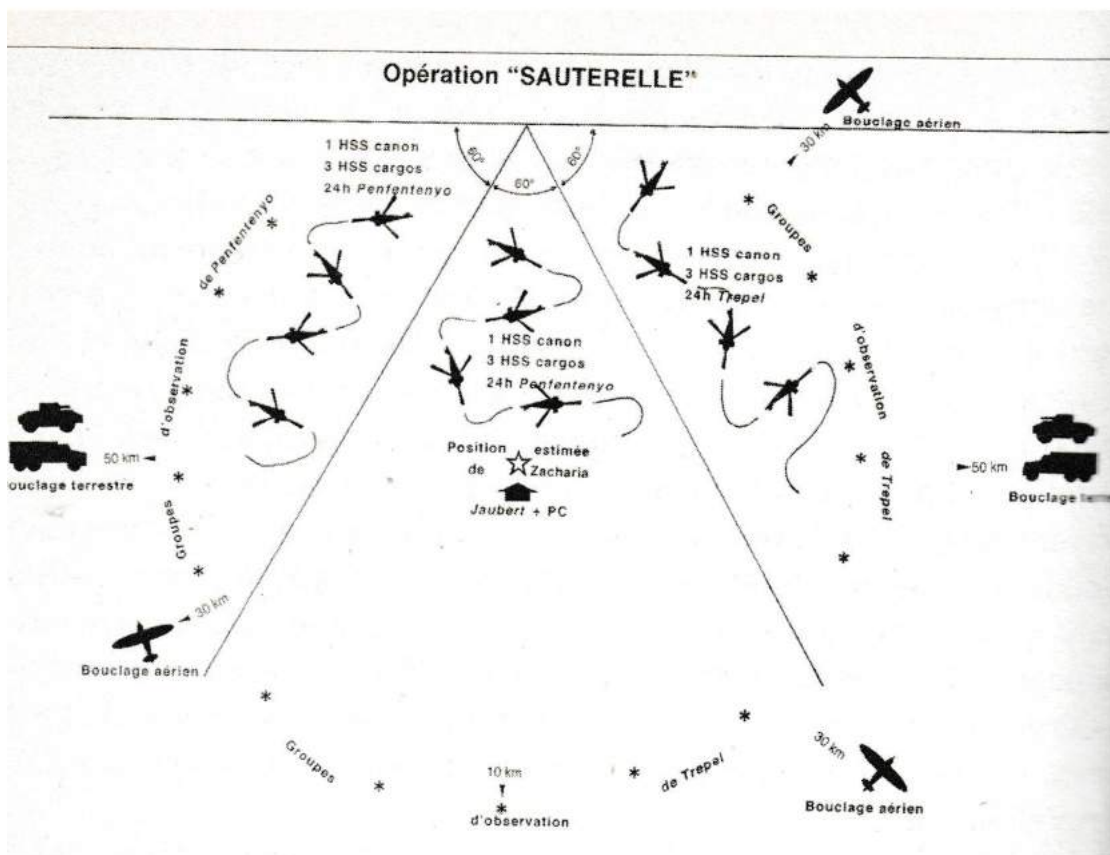 Opération “SAUTERELLE”
Bouclage aérien
30 km
60°
60°
60°
1 HSS canon
3 HSS cargos
24h Penfentenyo
de Penfentenyo
d'observation
Groupes
1 HSS canon
3 HSS cargos
24h Penfentenyo
1 HSS canon
3 HSS cargos
24h Trepel
Groupes
d'observation
de Trepel
50 km
ouclage terrestre
Position estimée
de Zacharia
Jaubert + PC
50 km
Bouclage terre
30 km
Bouclage aérien
Groupes
10 km
d'observation
de Trepel
30 km
Bouclage aérien